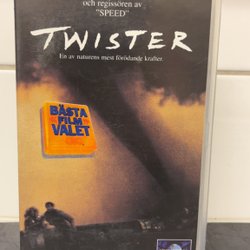 och regissören av
"SPEED"
TWISTER
En av naturens mest förödande krafter.
BÄSTA
FILM
VALET